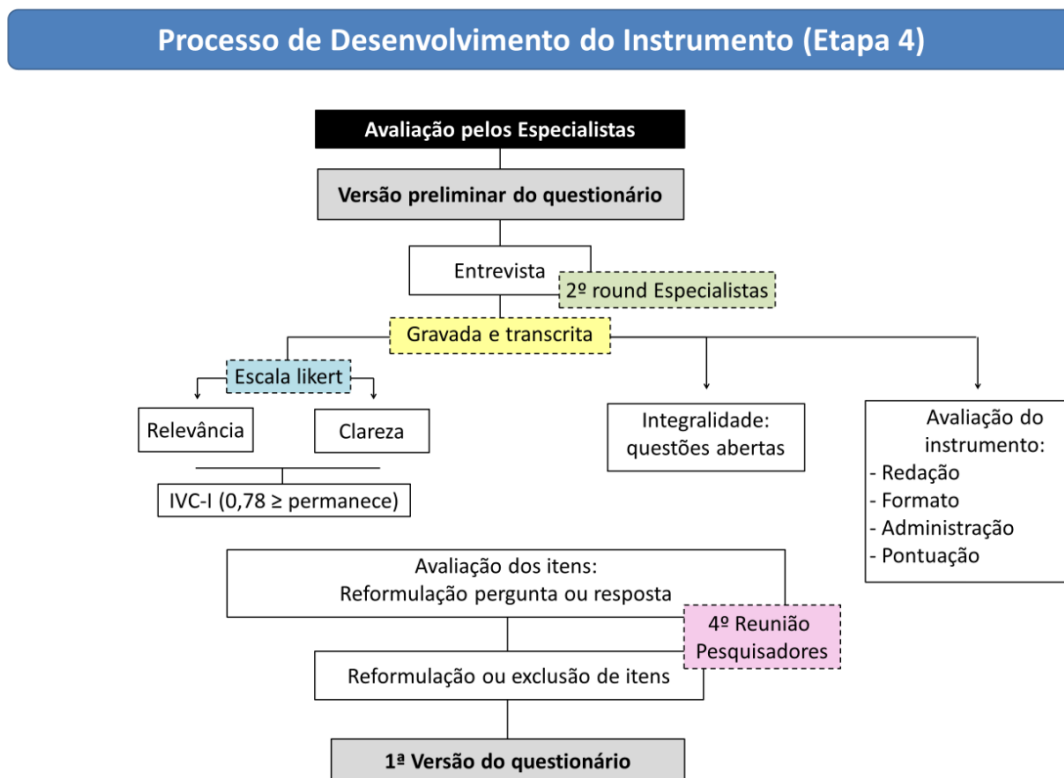 Processo de Desenvolvimento do Instrumento (Etapa 4)
Avaliação pelos Especialistas
Versão preliminar do questionário
Entrevista
2º round Especialistas
Gravada e transcrita
Escala likert
Relevância
Clareza
IVC-I (0,78 ≥ permanece)
Integralidade:
questões abertas
Avaliação do
instrumento:
- Redação
- Formato
- Administração
- Pontuação
Avaliação dos itens:
Reformulação pergunta ou resposta
4º Reunião
Pesquisadores
Reformulação ou exclusão de itens
1ª Versão do questionário